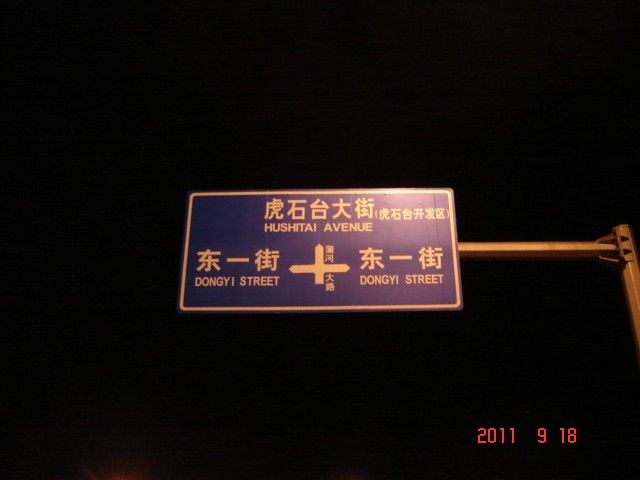 虎石台大街(虎石台开发区)
HUSHITAI AVENUE
东一街
DONGYI STREET
蒲河
大路
东一街
DONGYI STREET
2011 9 18